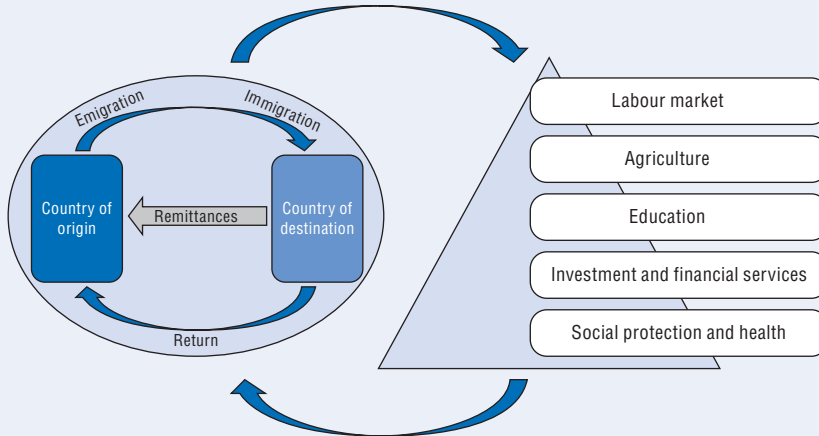 Emigration
Immigration
Country of
origin
Remittances
Country of
destination
Return
Labour market
Agriculture
Education
Investment and financial services
Social protection and health